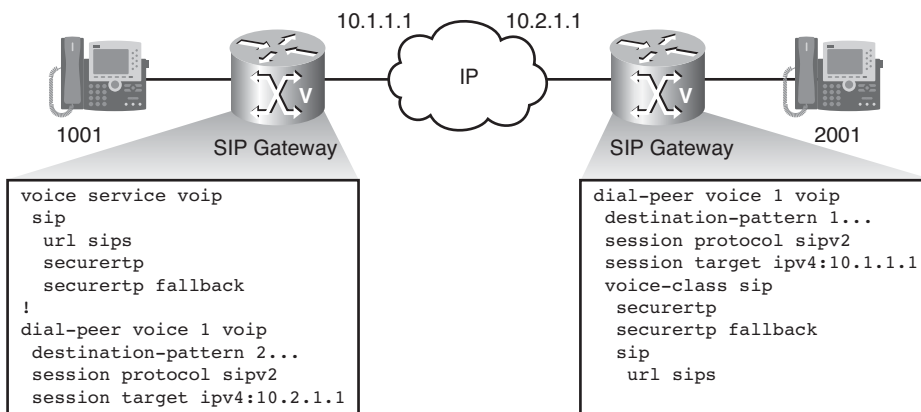 10.1.1.1
10.2.1.1
IP
V
V
1001
SIP Gateway
SIP Gateway
2001
voice service voip
sip
url sips
securertp
securertp fallback
!
dial-peer voice 1 voip
destination-pattern 2...
session protocol sipv2
session target ipv4:10.2.1.1
dial-peer voice 1 voip
destination-pattern 1...
session protocol sipv2
session target ipv4:10.1.1.1
voice-class sip
securertp
securertp fallback
sip
url sips